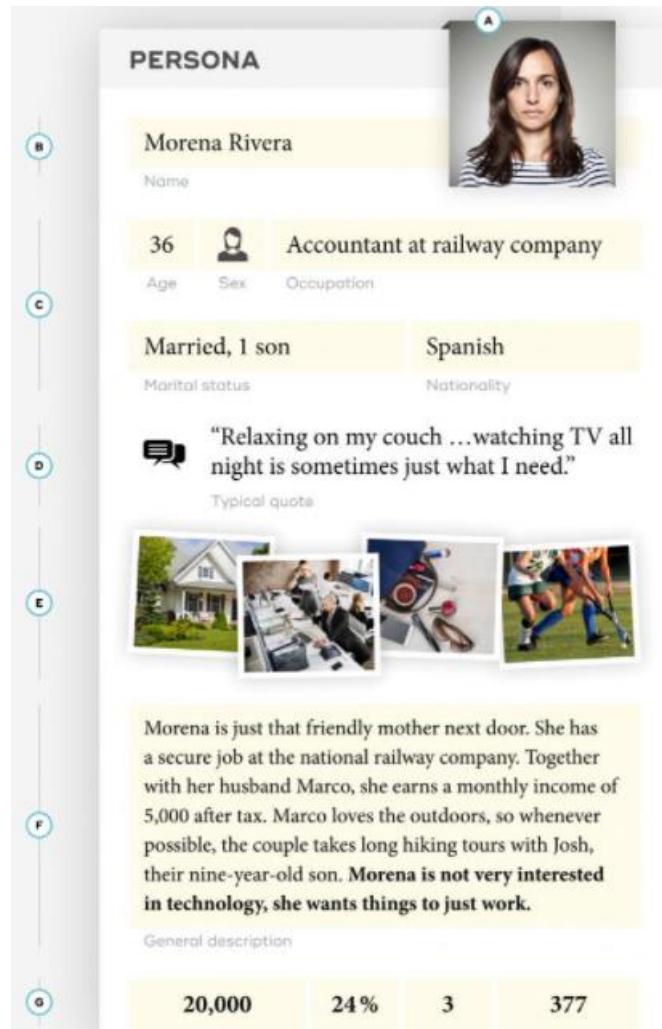 A
PERSONA
B
Morena Rivera
Name
36
Accountant at railway company
Age
Sex
Occupation
C
Married, 1 son
Spanish
Marital status
Nationality
D
“Relaxing on my couch …watching TV all
night is sometimes just what I need.”
Typical quote
E
Morena is just that friendly mother next door. She has
a secure job at the national railway company. Together
with her husband Marco, she earns a monthly income of
5,000 after tax. Marco loves the outdoors, so whenever
possible, the couple takes long hiking tours with Josh,
F
their nine-year-old son. Morena is not very interested
in technology, she wants things to just work.
General description
G
20,000
24%
3
377